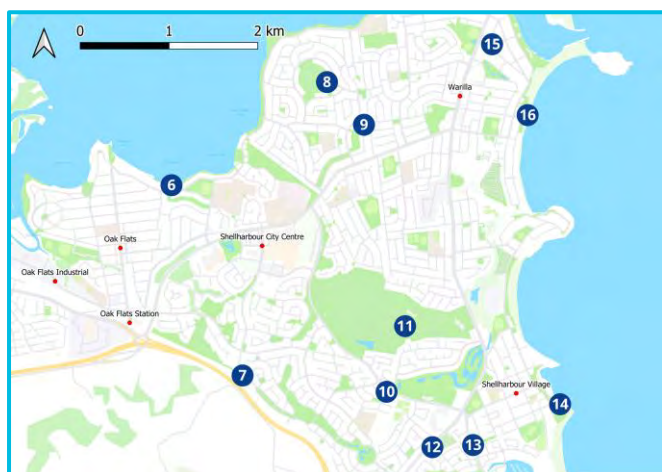 0 1 2 km
15
8
Warilla
16
9
6
Oak Flats
Shellharbour City Centre
Oak Flats Industrial
Oak Flats Station
11
7
10
Shellharbour Village
14
12
13